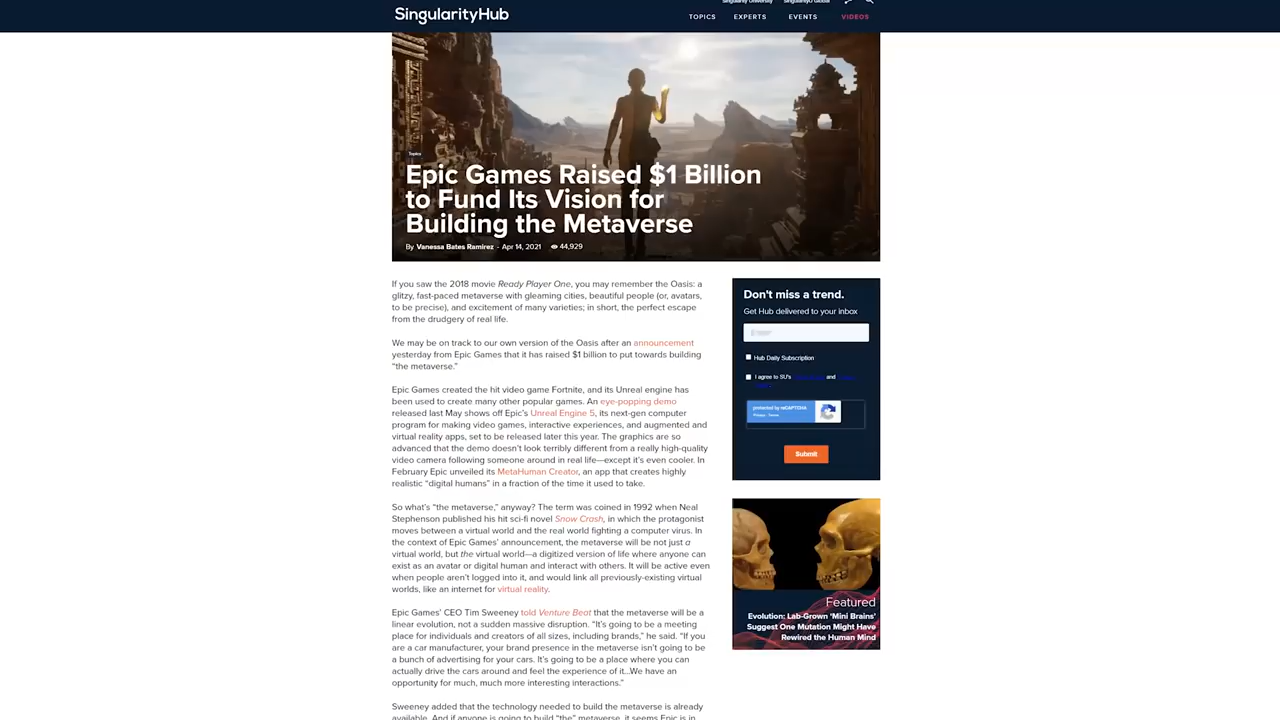 Singularity University SingularityU Global
SingularityHub
TOPICS EXPERTS EVENTS VIDEOS
Topics
Epic Games Raised $1 Billion
to Fund Its Vision for
Building the Metaverse
By Vanessa Bates Ramirez - Apr 14, 2021 44,929
If you saw the 2018 movie Ready Player One, you may remember the Oasis: a
glitzy, fast-paced metaverse with gleaming cities, beautiful people (or, avatars,
to be precise), and excitement of many varieties; in short, the perfect escape
from the drudgery of real life.
We may be on track to our own version of the Oasis after an announcement
yesterday from Epic Games that it has raised $1 billion to put towards building
“the metaverse.”
Epic Games created the hit video game Fortnite, and its Unreal engine has
been used to create many other popular games. An eye-popping demo
released last May shows off Epic’s Unreal Engine 5, its next-gen computer
program for making video games, interactive experiences, and augmented and
virtual reality apps, set to be released later this year. The graphics are so
advanced that the demo doesn’t look terribly different from a really high-quality
video camera following someone around in real life—except it’s even cooler. In
February Epic unveiled its MetaHuman Creator, an app that creates highly
realistic “digital humans” in a fraction of the time it used to take.
So what’s “the metaverse,” anyway? The term was coined in 1992 when Neal
Stephenson published his hit sci-fi novel Snow Crash, in which the protagonist
moves between a virtual world and the real world fighting a computer virus. In
the context of Epic Games’ announcement, the metaverse will be not just a
virtual world, but the virtual world—a digitized version of life where anyone can
exist as an avatar or digital human and interact with others. It will be active even
when people aren’t logged into it, and would link all previously-existing virtual
worlds, like an internet for virtual reality.
Epic Games’ CEO Tim Sweeney told Venture Beat that the metaverse will be a
linear evolution, not a sudden massive disruption. “It’s going to be a meeting
place for individuals and creators of all sizes, including brands,” he said. “If you
are a car manufacturer, your brand presence in the metaverse isn’t going to be
a bunch of advertising for your cars. It’s going to be a place where you can
actually drive the cars around and feel the experience of it…We have an
opportunity for much, much more interesting interactions.”
Sweeney added that the technology needed to build the metaverse is already
available. And if anyone is going to build “the” metaverse, it seems Epic is in
Don't miss a trend.
Get Hub delivered to your inbox
Hub Daily Subscription
I agree to SU's and
protected by reCAPTCHA
Privacy - Terms
Submit
Featured
Evolution: Lab-Grown ‘Mini Brains’
Suggest One Mutation Might Have
Rewired the Human Mind